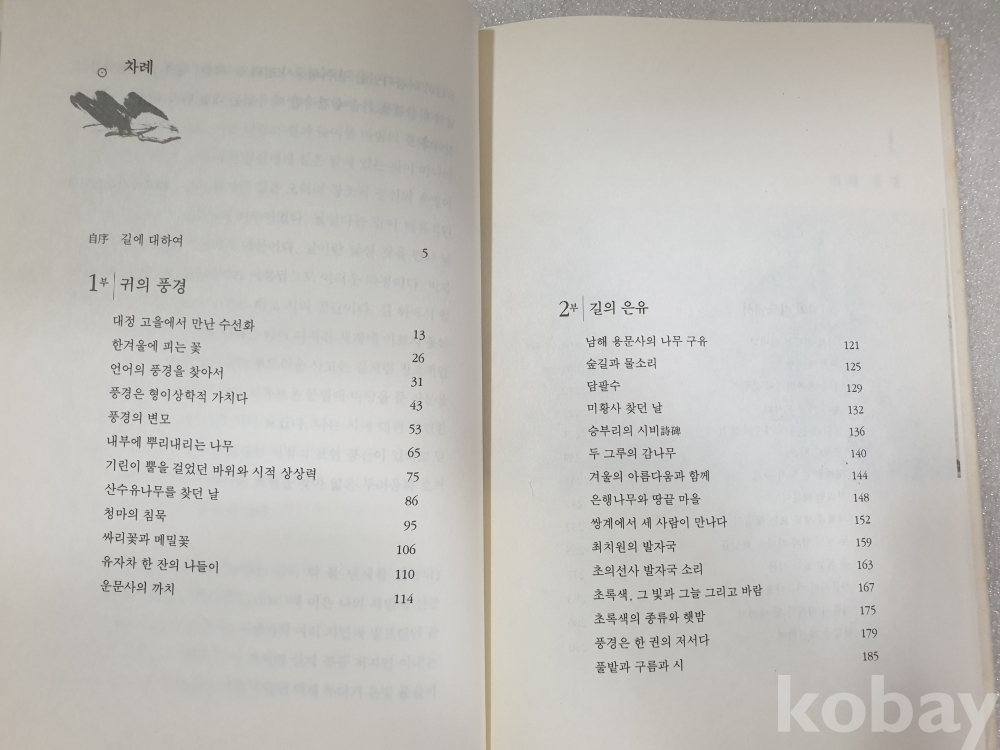 차례
自序 길에 대하여 5
1부 귀의 풍경
대정 고을에서 만난 수선화 13
한겨울에 피는 꽃 26
언어의 풍경을 찾아서 31
풍경은 형이상학적 가치다 43
풍경의 변모 53
내부에 뿌리내리는 나무 65
기린이 뿔을 걸었던 바위와 시적 상상력 75
산수유나무를 찾던 날 86
청마의 침묵 95
싸리꽃과 메밀꽃 106
유자차 한 잔의 나들이 110
운문사의 까치 114
2부 길의 은유
남해 용문사의 나무 구유 121
숲길과 물소리 125
담팔수 129
미황사 찾던 날 132
승부리의 시비詩碑 136
두 그루의 감나무 140
겨울의 아름다움과 함께 144
은행나무와 땅끝 마을 148
쌍계에서 세 사람이 만나다 152
최치원의 발자국 159
초의선사 발자국 소리 163
초록색, 그 빛과 그늘 그리고 바람 167
초록색의 종류와 햇밤 175
풍경은 한 권의 저서다 179
풀밭과 구름과 시 185
kobay